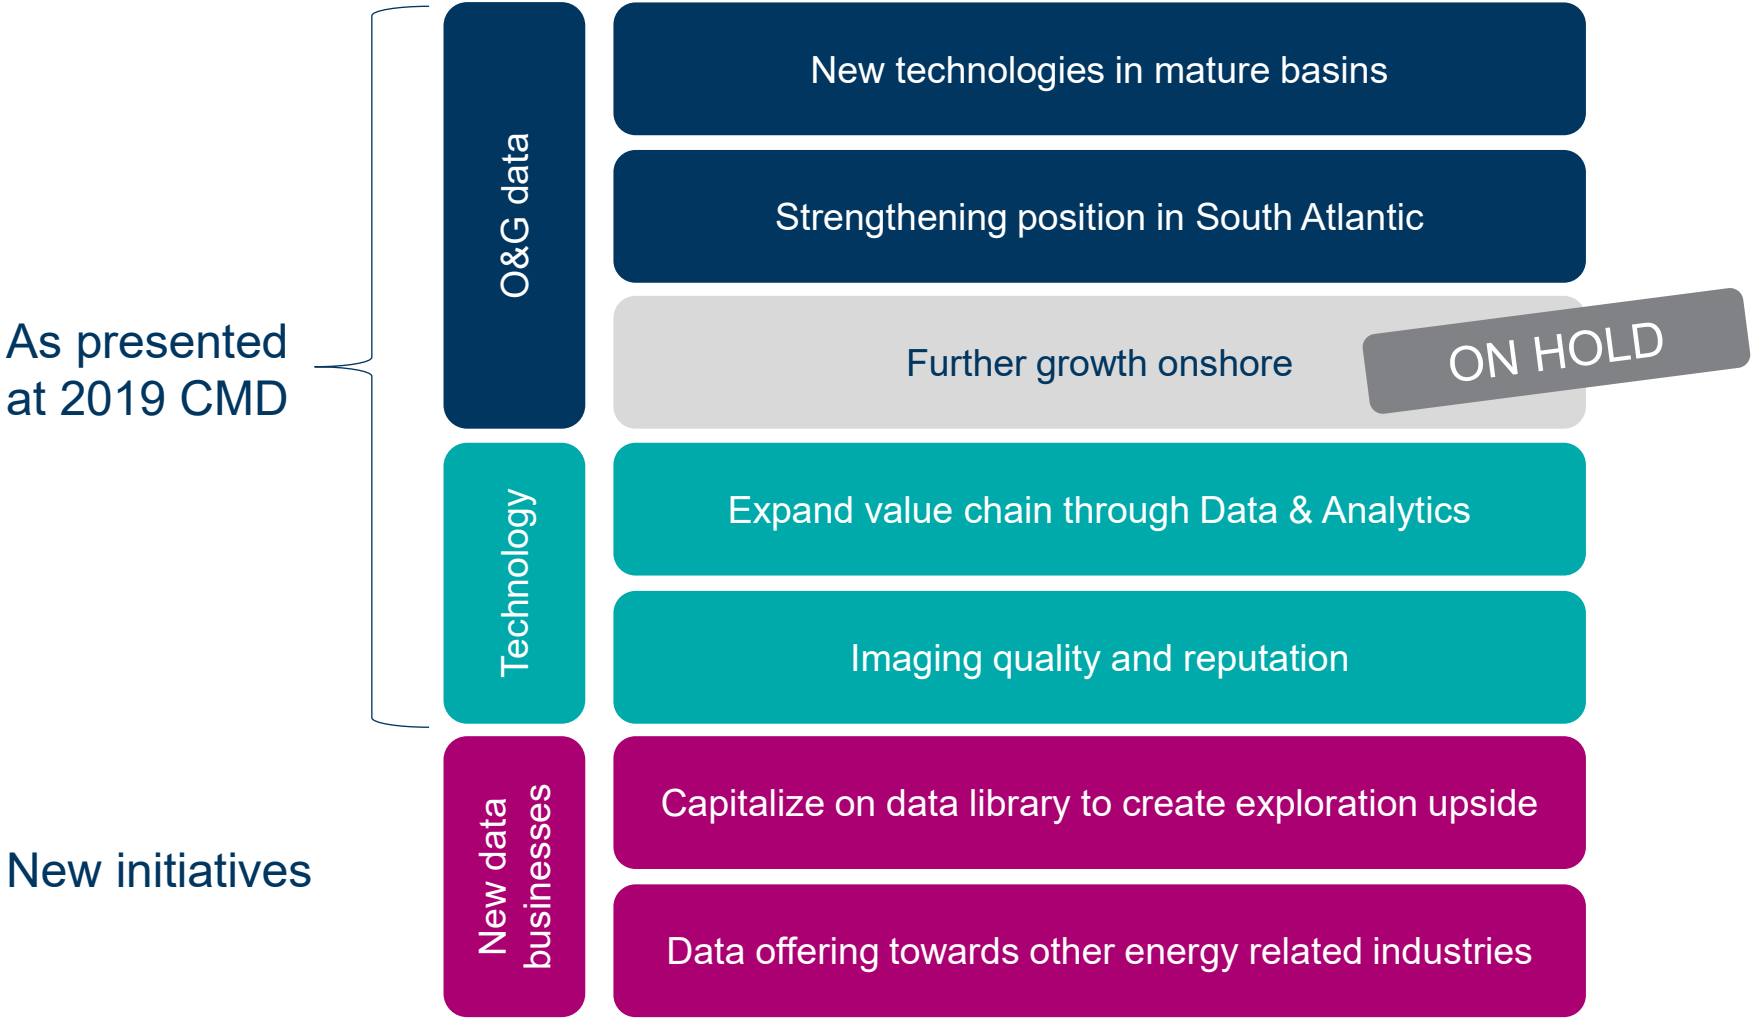 As presented
at 2019 CMD
O&G data
New technologies in mature basins
Strengthening position in South Atlantic
Further growth onshore
ON HOLD
Technology
Expand value chain through Data & Analytics
Imaging quality and reputation
New initiatives
New data
businesses
Capitalize on data library to create exploration upside
Data offering towards other energy related industries